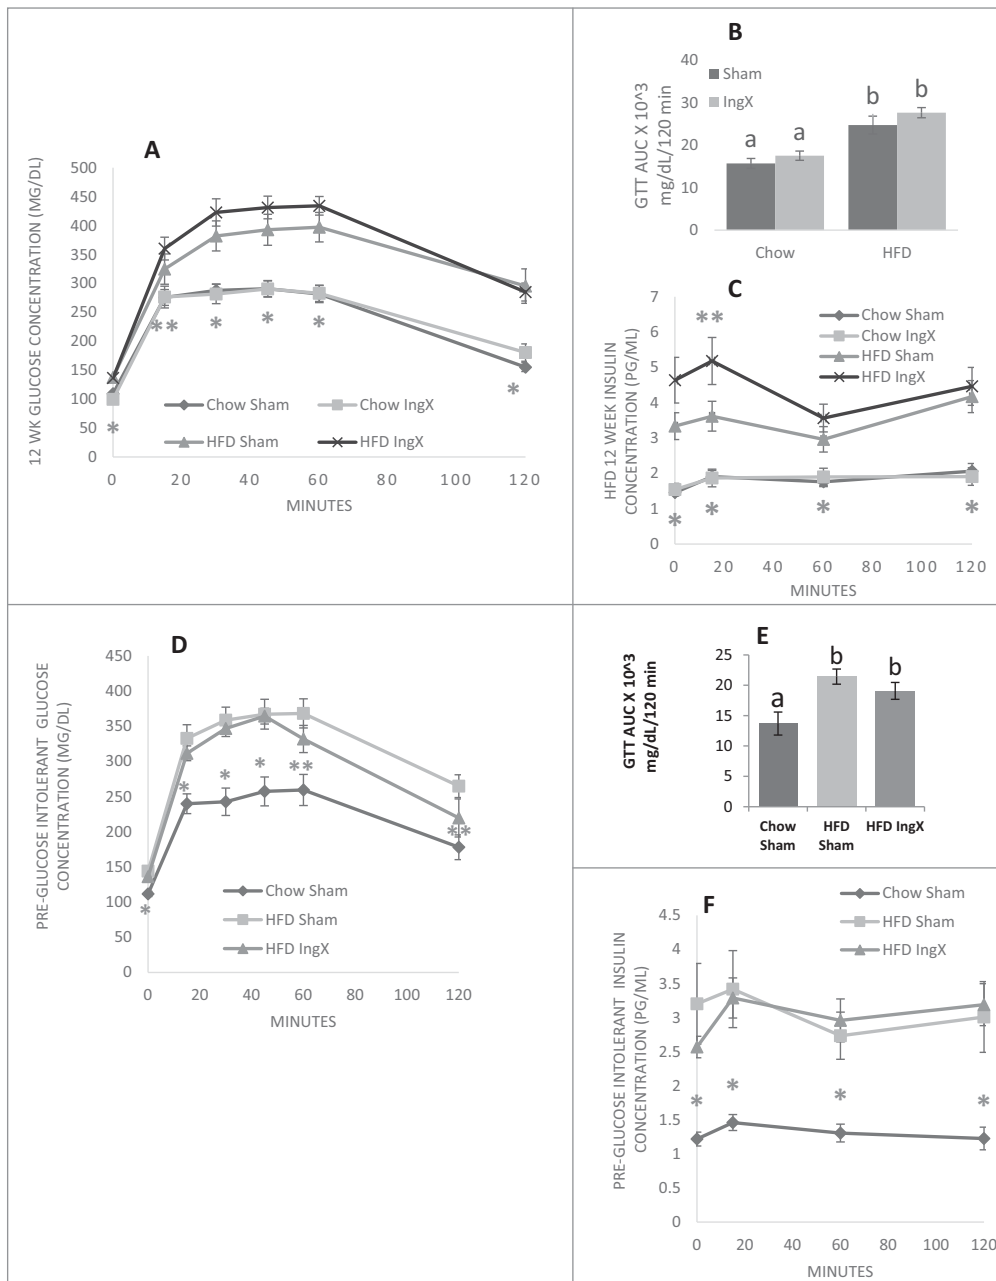 A
12 WK GLUCOSE CONCENTRATION (MG/DL)
500
450
400
350
300
250
200
150
100
50
0
** * * *
*
*
Chow Sham
Chow IngX
HFD Sham
HFD IngX
0 20 40 60 80 100 120
MINUTES
B
GTT AUC X 10^3
mg/dL/120 min
40
30
20
10
0
Sham
IngX
a a b b
Chow HFD
C
HFD 12 WEEK INSULIN
CONCENTRATION (PG/ML)
7
6
5
4
3
2
1
0
**
Chow Sham
Chow IngX
HFD Sham
HFD IngX
* * * *
0 20 40 60 80 100 120
MINUTES
D
PRE-GLUCOSE INTOLERANT GLUCOSE
CONCENTRATION (MG/DL)
450
400
350
300
250
200
150
100
50
0
* * * **
**
*
Chow Sham
HFD Sham
HFD IngX
0 20 40 60 80 100 120
MINUTES
E
GTT AUC X 10^3
mg/dL/120 min
25
20
15
10
5
0
a b b
Chow
Sham
HFD
Sham
HFD IngX
F
PRE-GLUCOSE INTOLERANT INSULIN
CONCENTRATION (PG/ML)
Chow Sham
HFD Sham
HFD IngX
4.5
4
3.5
3
2.5
2
1.5
1
0.5
0
* * * *
0 20 40 60 80 100 120
MINUTES